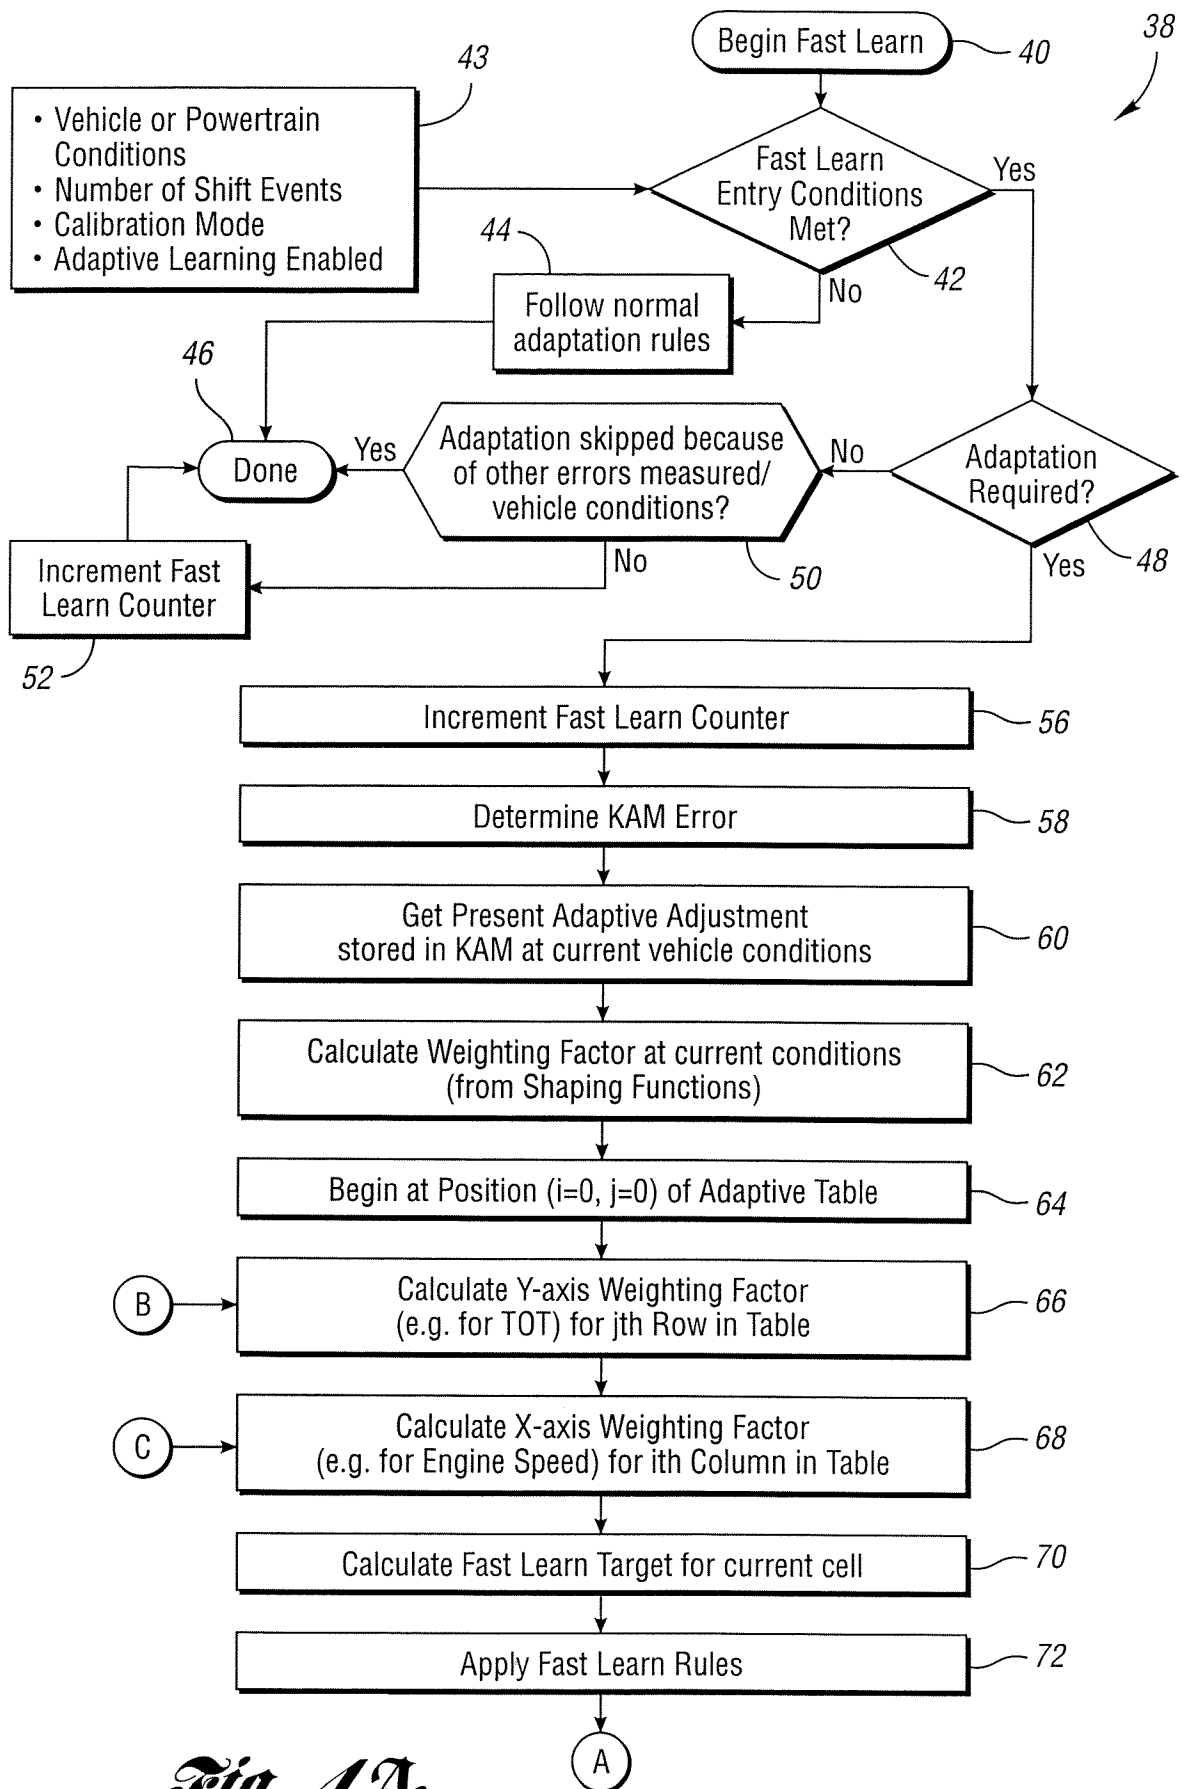 Begin Fast Learn
40
38
43
• Vehicle or Powertrain
Conditions
• Number of Shift Events
• Calibration Mode
• Adaptive Learning Enabled
Fast Learn
Entry Conditions
Met?
Yes
42
No
44
Follow normal
adaptation rules
46
Done
Yes
Adaptation skipped because
of other errors measured/
vehicle conditions?
No
Adaptation
Required?
48
Yes
50
No
Increment Fast
Learn Counter
52
Increment Fast Learn Counter
56
Determine KAM Error
58
Get Present Adaptive Adjustment
stored in KAM at current vehicle conditions
60
Calculate Weighting Factor at current conditions
(from Shaping Functions)
62
Begin at Position (i=0, j=0) of Adaptive Table
64
B
Calculate Y-axis Weighting Factor
(e.g. for TOT) for jth Row in Table
66
C
Calculate X-axis Weighting Factor
(e.g. for Engine Speed) for ith Column in Table
68
Calculate Fast Learn Target for current cell
70
Apply Fast Learn Rules
72
A
Fig. 4A